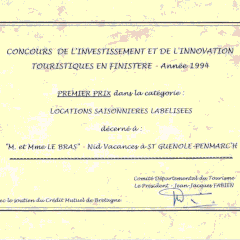 CONCOURS DE L'INVESTISSEMENT ET DE L'INNOVATION
TOURISTIQUES EN FINISTERE - Année 1994
PREMIER PRIX dans la catégorie :
LOCATIONS SAISONNIERES LABELISEES
décerné à :
"M. et Mme LE BRAS" - Nid Vacances à ST GUENOLE-PENMARC'H
Comité Départemental du Tourisme
Le Président - Jean-Jacques FABIEN
le soutien du Crédit Mutuel de Bretagne